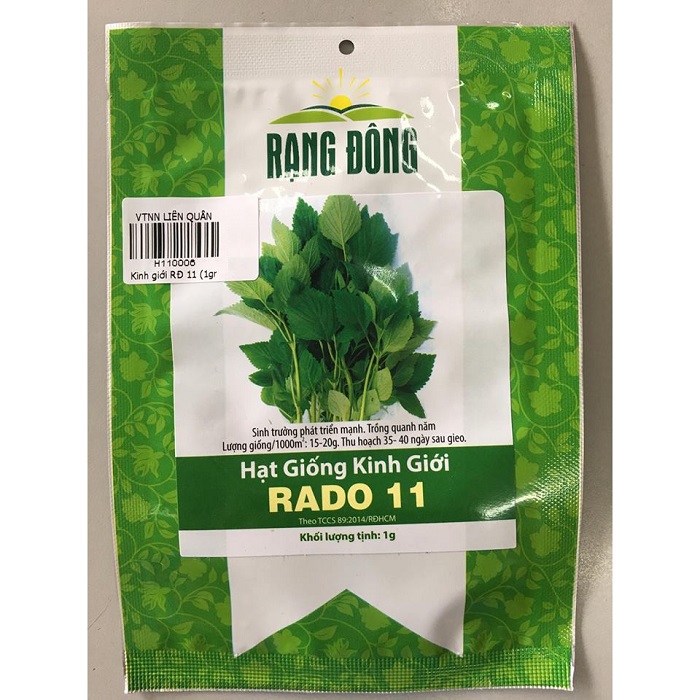 RẠNG ĐÔNG
VTNN LIÊN QUÂN
H110006
Kinh giới RĐ 11 (1gr
Sinh trưởng phát triển mạnh. Trồng quanh năm
Lượng giống/1000m²: 15-20g. Thu hoạch 35- 40 ngày sau gieo.
Hạt Giống Kinh Giới
RADO 11
Theo TCCS 89:2014/RĐHCM
Khối lượng tịnh: 1g